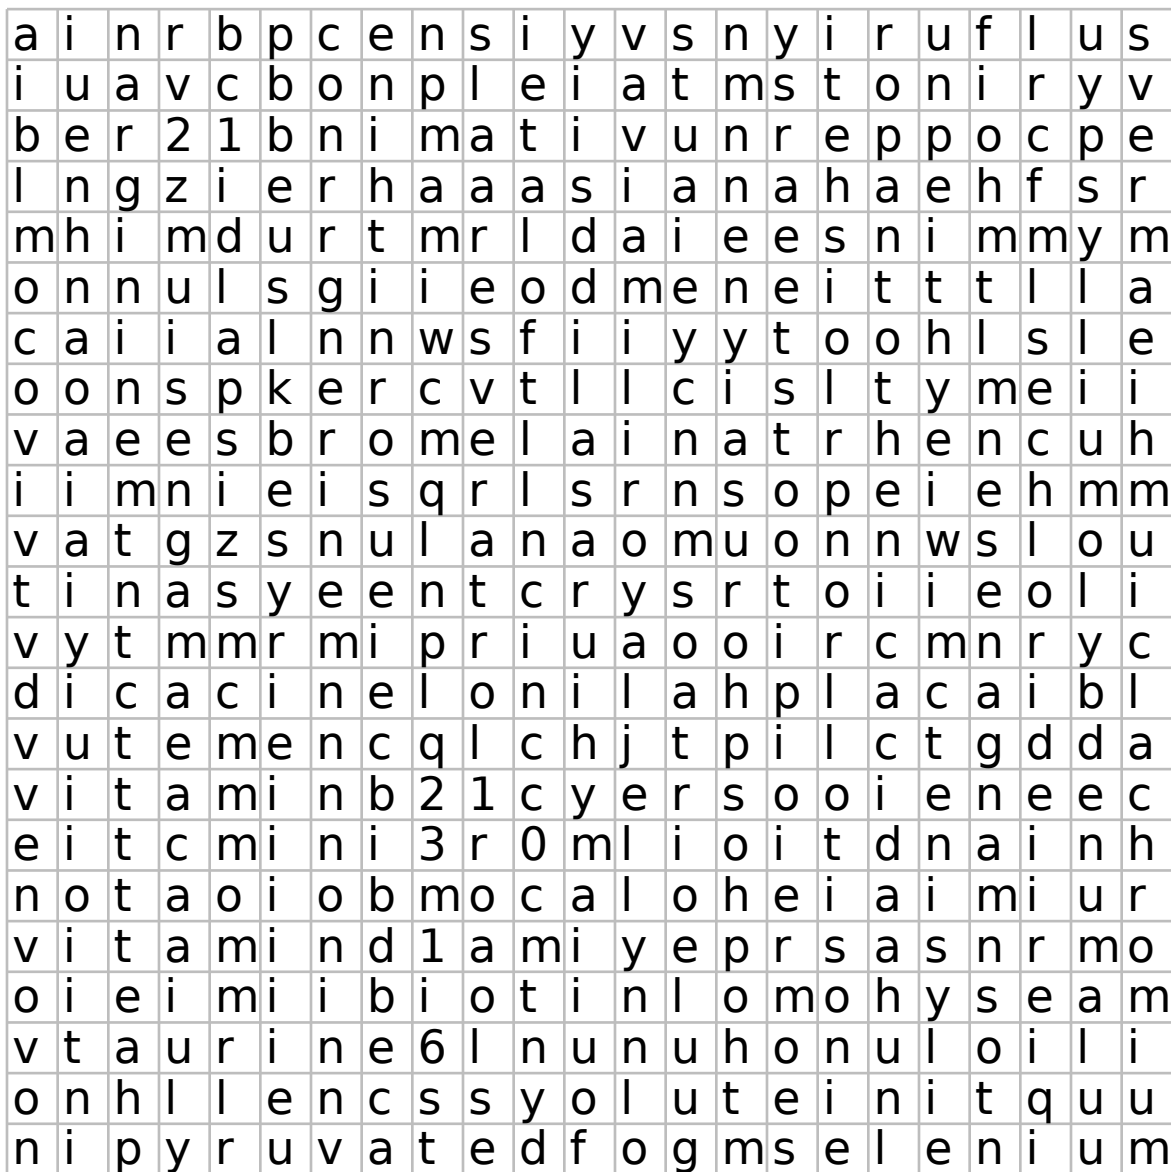 a i n r b p c e n s i y v s n y i r u f l u s
i u a v c b o n p l e i a t m s t o n i r y v
b e r 2 1 b n i m a t i v u n r e p p o c p e
l n g z i e r h a a a s i a n a h a e h f s r
m h i m d u r t m r l d a i e e s n i m m y m
o n n u l s g i i e o d m e n e i t t t l l a
c a i i a l n n w s f i i y y t o o h l s l e
o o n s p k e r c v t l l c i s l t y m e i i
v a e e s b r o m e l a i n a t r h e n c u h
i i m n i e i s q r l s r n s o p e i e h m m
v a t g z s n u l a n a o m u o n n w s l o u
t i n a s y e e n t c r y s r t o i i e o l i
v y t m m r m i p r i u a o o i r c m n r y c
d i c a c i n e l o n i l a h p l a c a i b l
v u t e m e n c q l c h j t p i l c t g d d a
v i t a m i n b 2 1 c y e r s o o i e n e e c
e i t c m i n i 3 r 0 m l i o i t d n a i n h
n o t a o i o b m o c a l o h e i a i m i u r
v i t a m i n d 1 a m i y e p r s a s n r m o
o i e i m i i b i o t i n l o m o h y s e a m
v t a u r i n e 6 l n u n u h o n u l o i l i
o n h l l e n c s s y o l u t e i n i t q u u
n i p y r u v a t e d f o g m s e l e n i u m